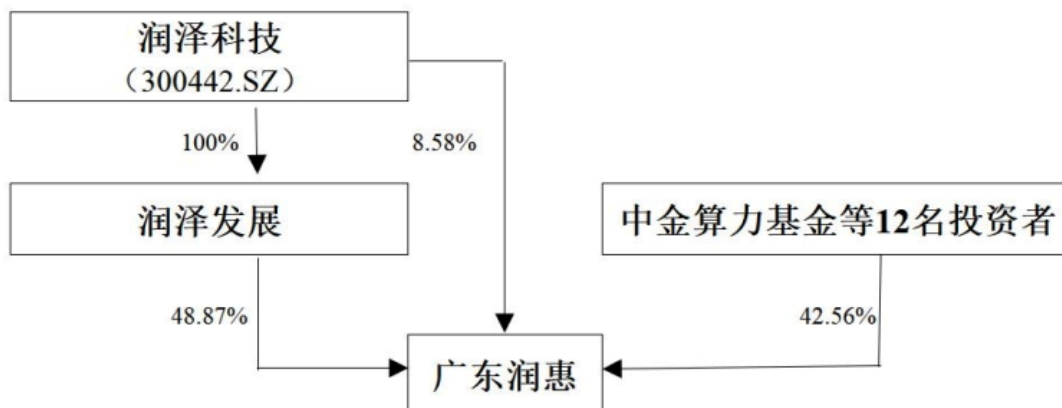 润泽科技
（300442.SZ）
100%
8.58%
润泽发展
中金算力基金等12名投资者
48.87%
42.56%
广东润惠